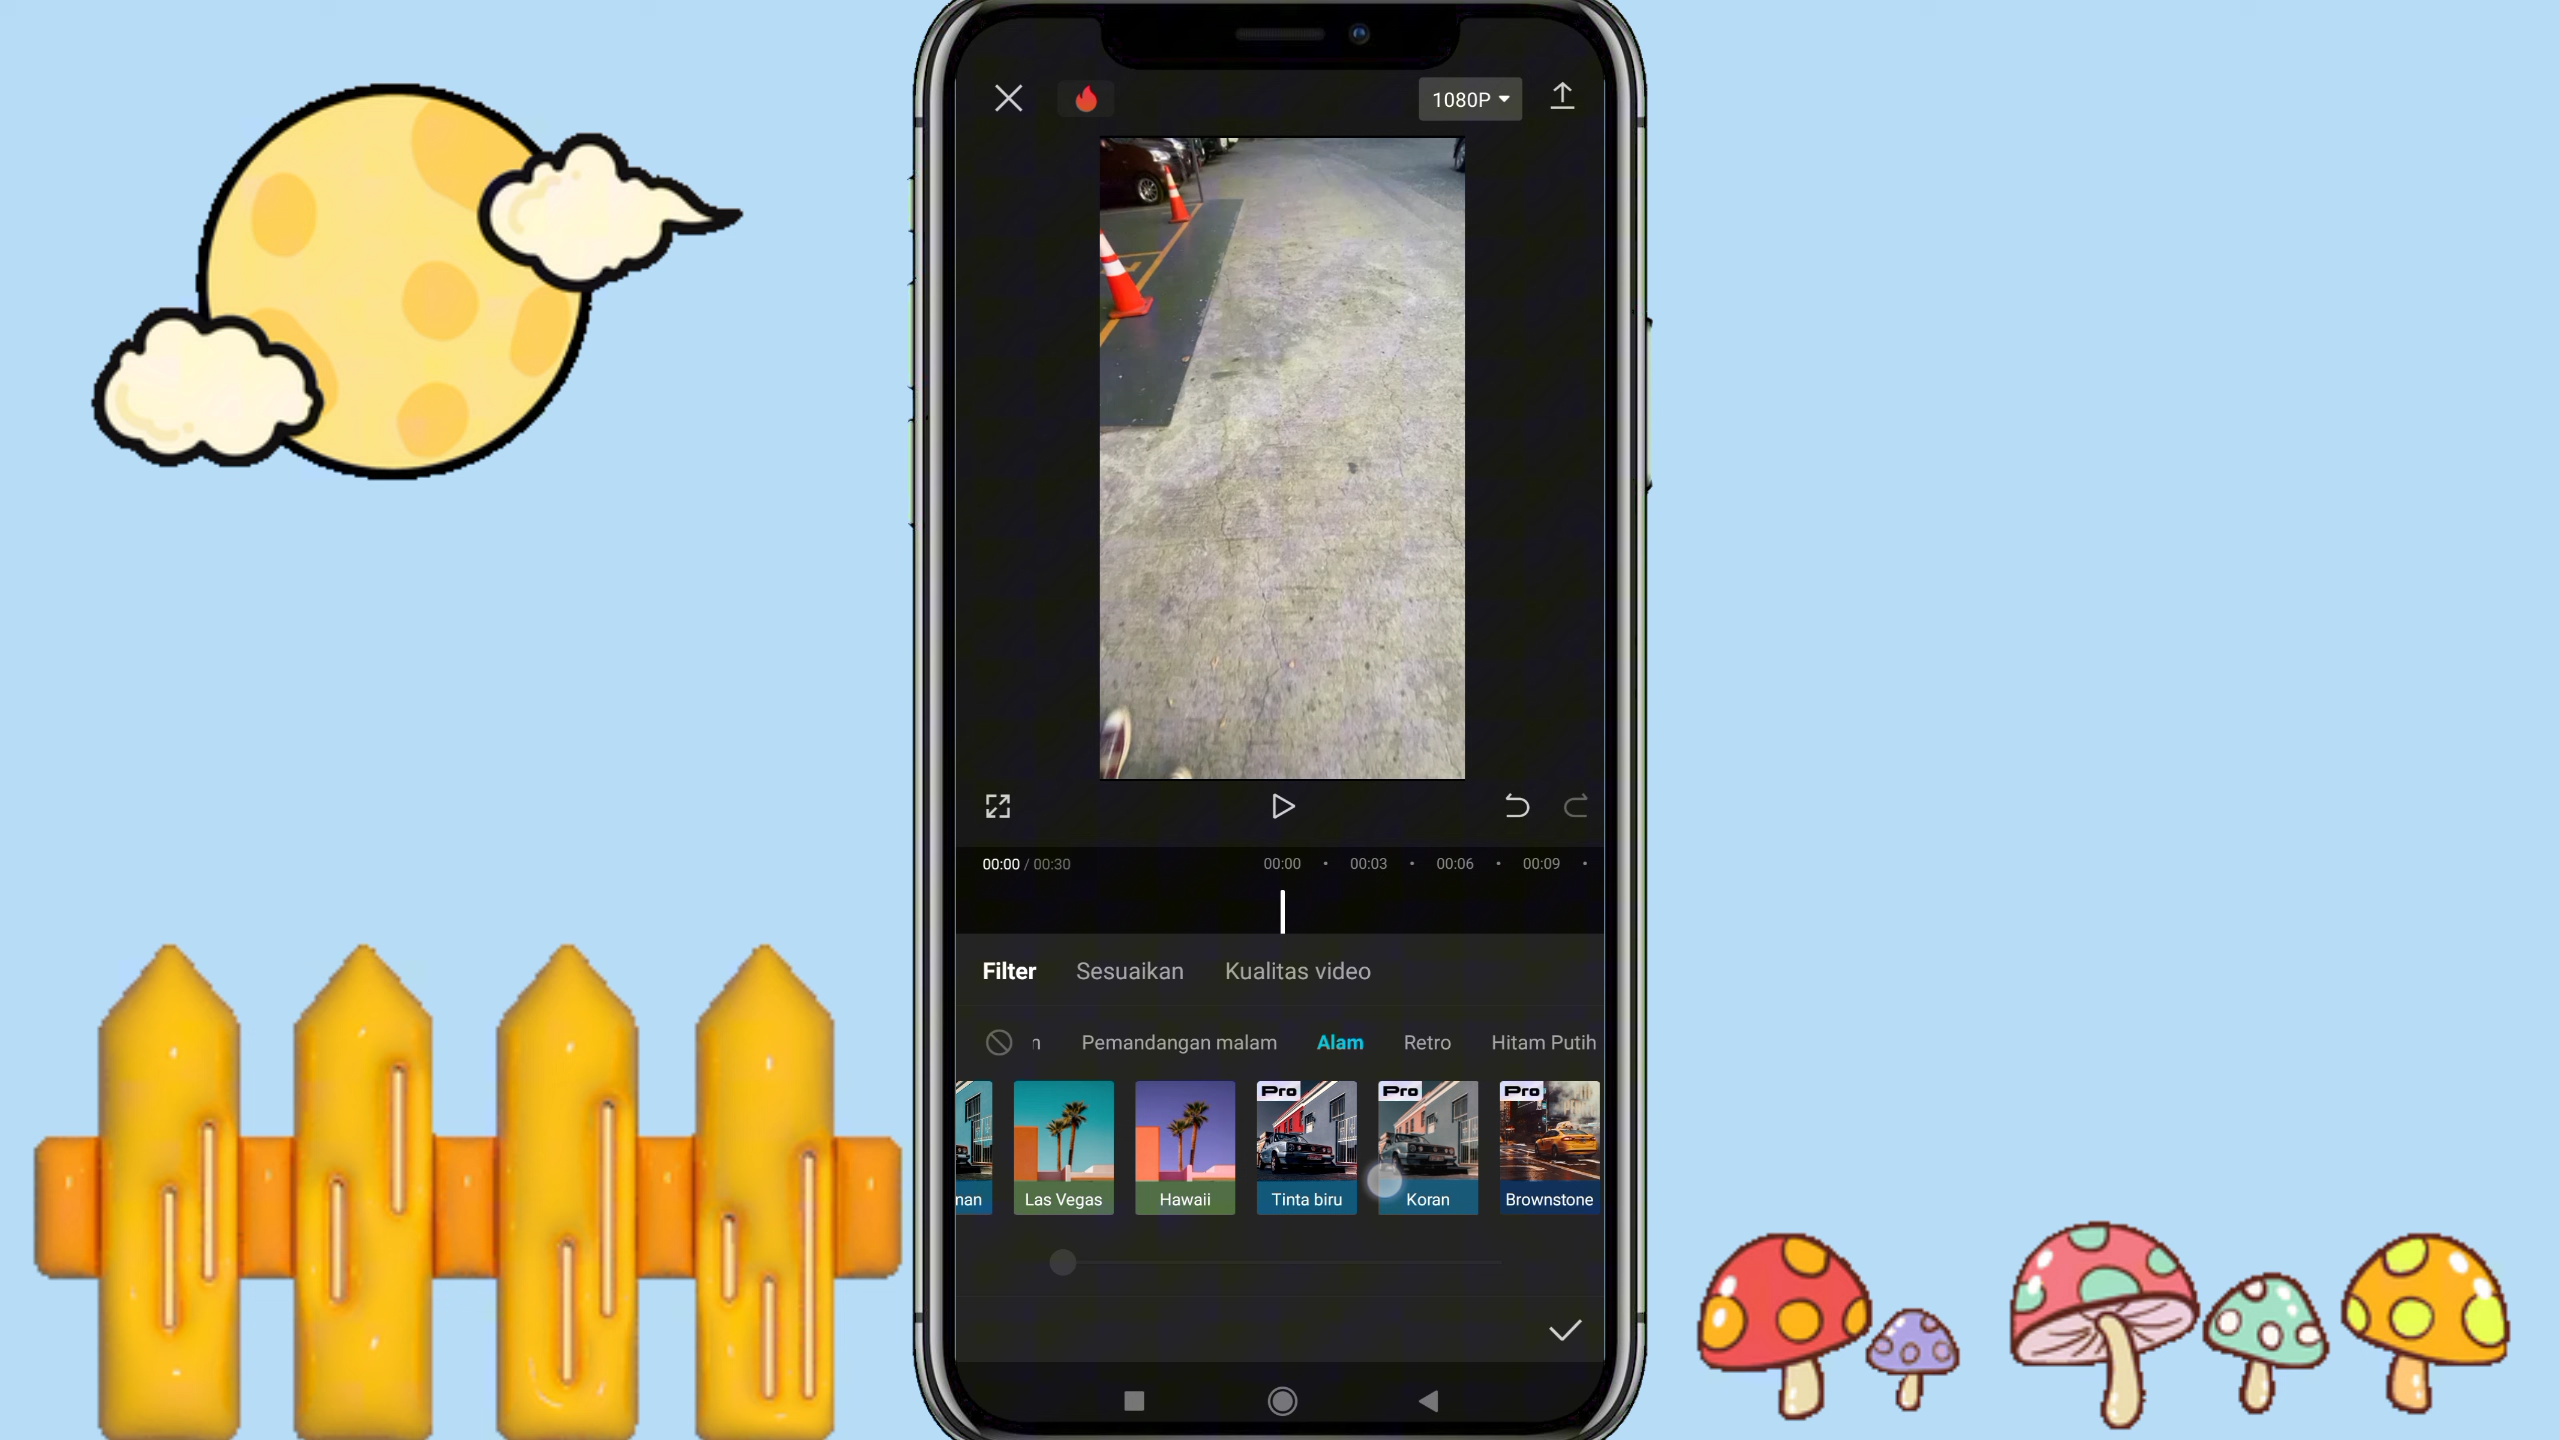 1080P
00:00 / 00:30 00:00 00:03 00:06 00:09
Filter Sesuaikan Kualitas video
n Pemandangan malam Alam Retro Hitam Putih
Pro Pro Pro
nan Las Vegas Hawaii Tinta biru Koran Brownstone